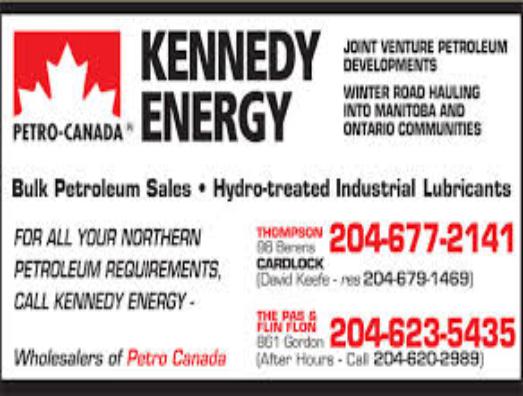 PETRO-CANADA®
KENNEDY
ENERGY
JOINT VENTURE PETROLEUM
DEVELOPMENTS
WINTER ROAD HAULING
INTO MANITOBA AND
ONTARIO COMMUNITIES
Bulk Petroleum Sales • Hydro-treated Industrial Lubricants
FOR ALL YOUR NORTHERN
PETROLEUM REQUIREMENTS,
CALL KENNEDY ENERGY -
Wholesalers of Petro Canada
THOMPSON
98 Berens
204-677-2141
CARDLOCK
(David Keefe - res 204-679-1469)
THE PAS &
FLIN FLON
861 Gordon
204-623-5435
(After Hours - Call 204-620-2989)